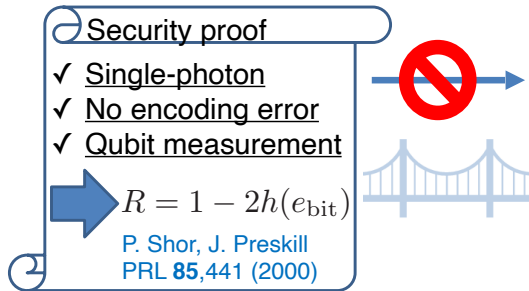 Security proof
✓ Single-photon
✓ No encoding error
✓ Qubit measurement
R = 1 − 2h(e_bit)
P. Shor, J. Preskill
PRL 85,441 (2000)